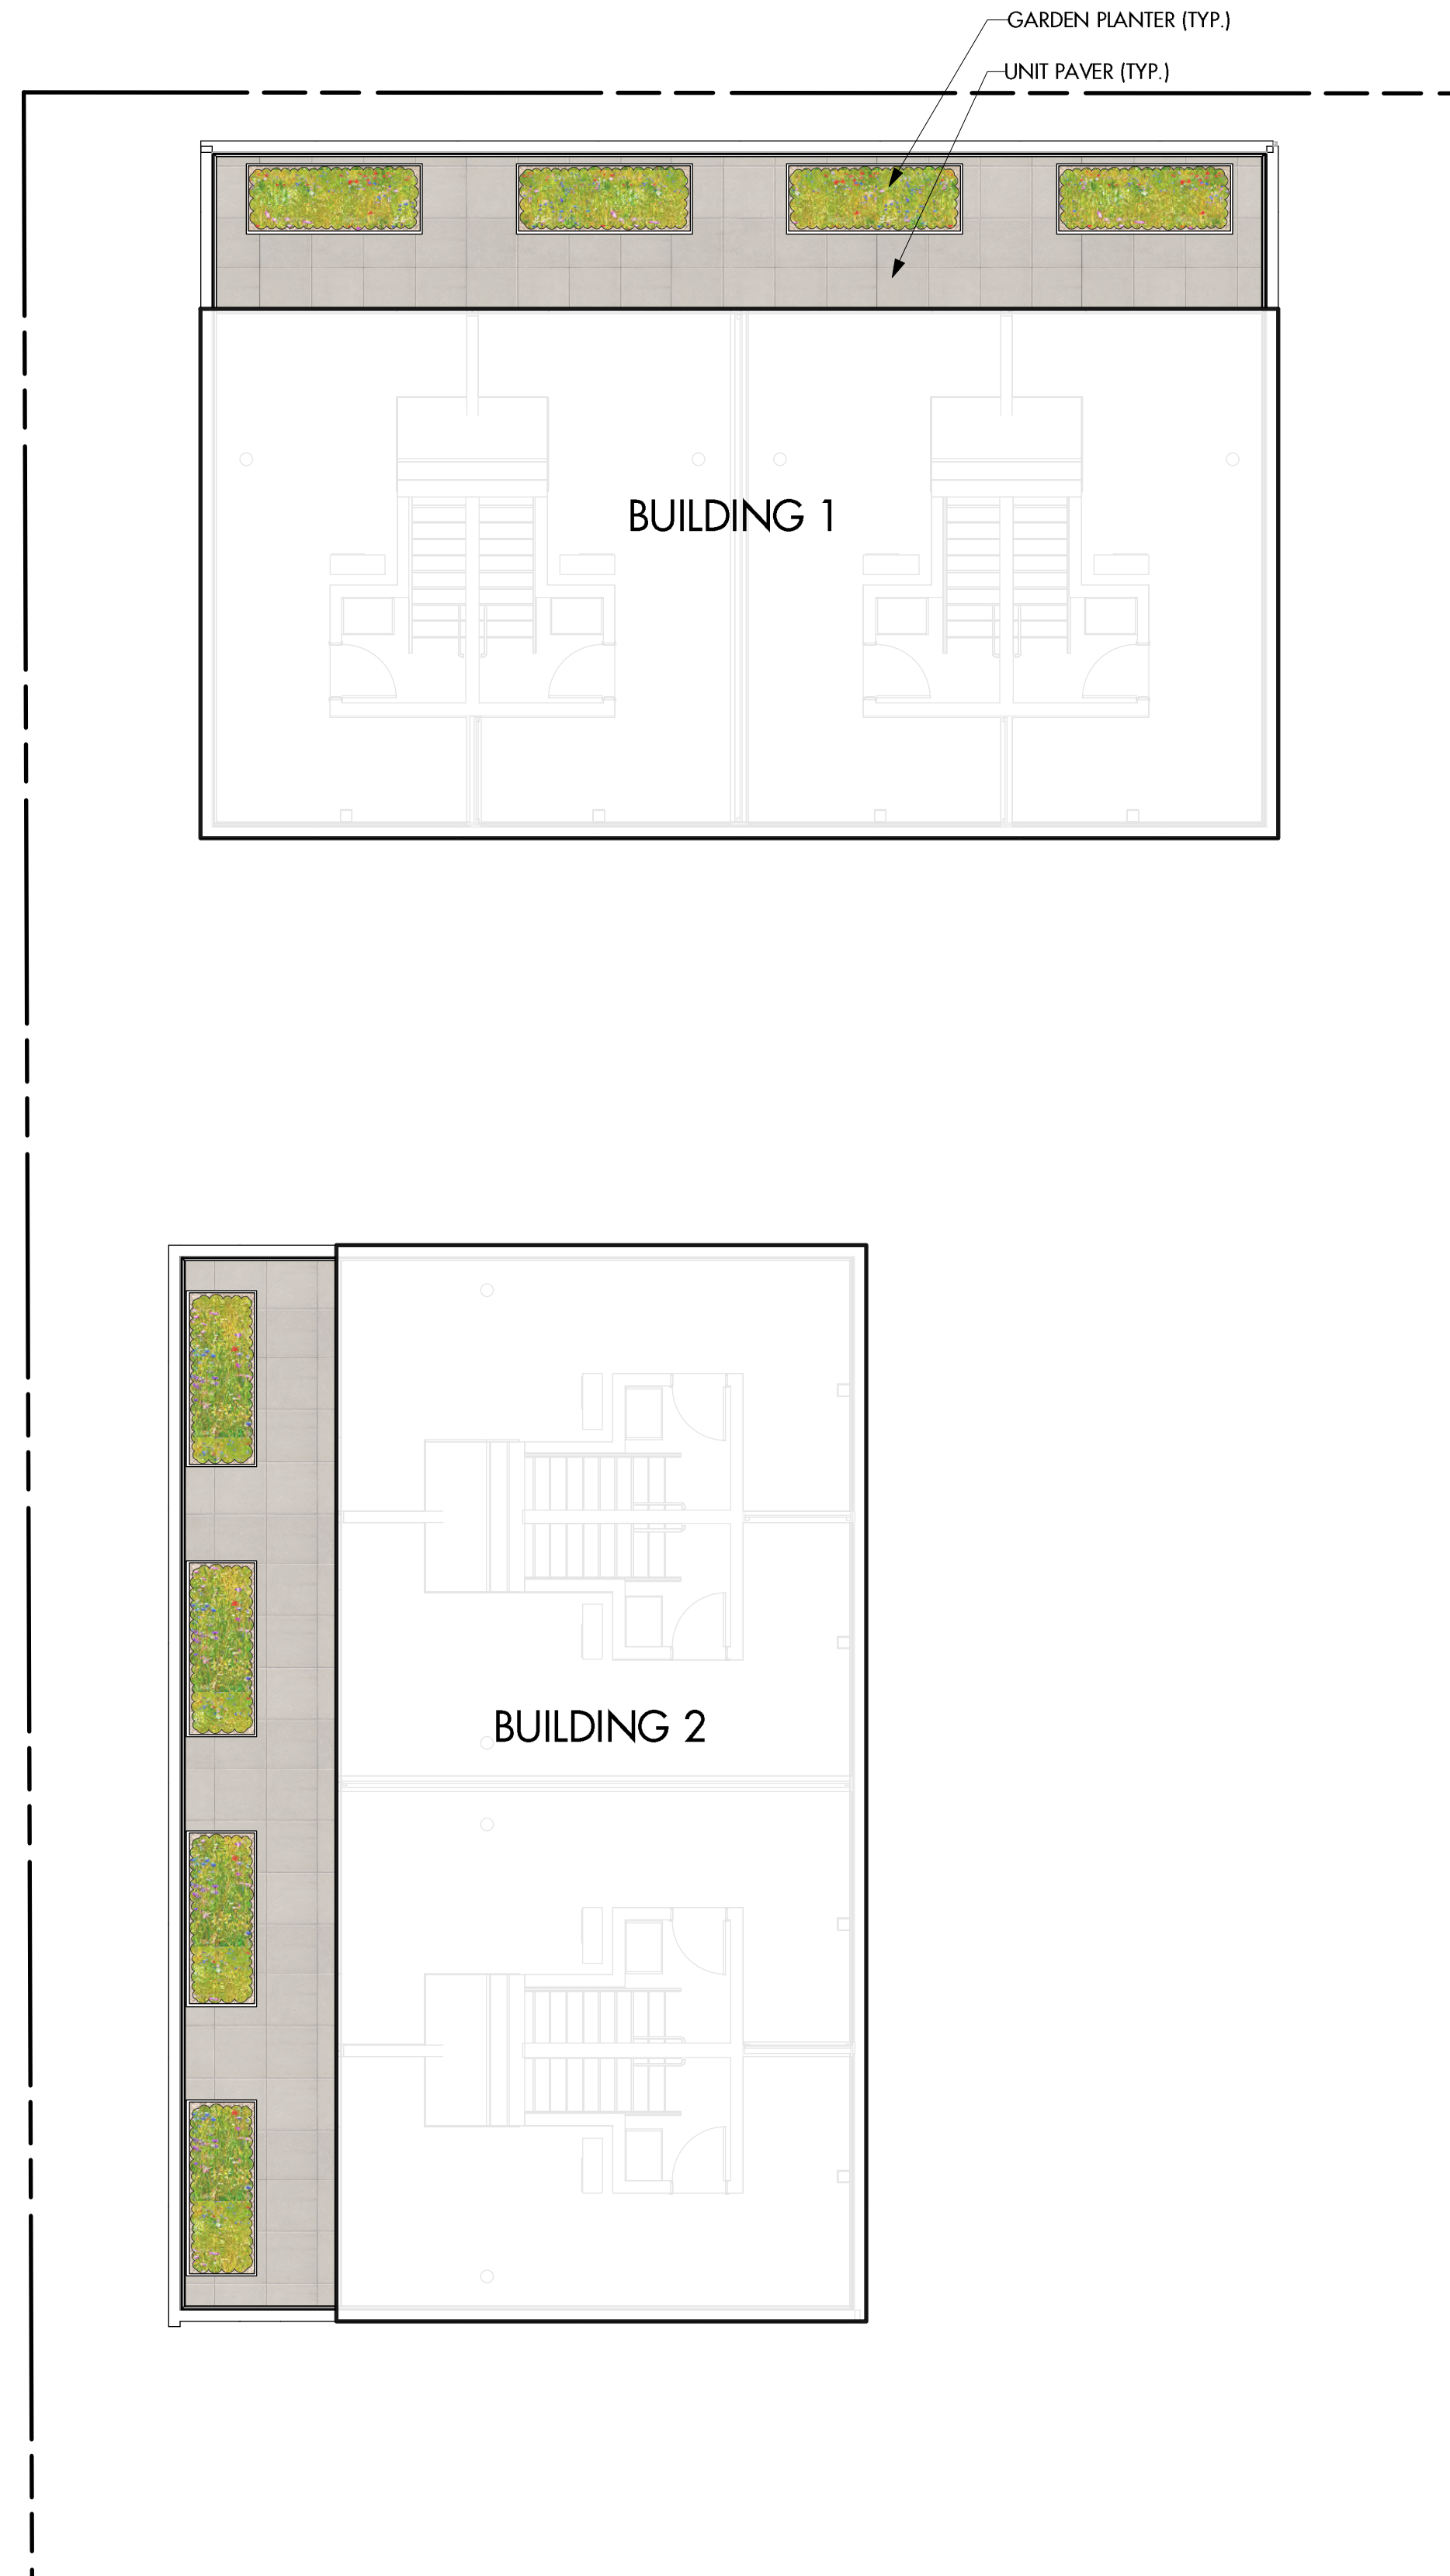 GARDEN PLANTER (TYP.)
UNIT PAVER (TYP.)
BUILDING 1
BUILDING 2